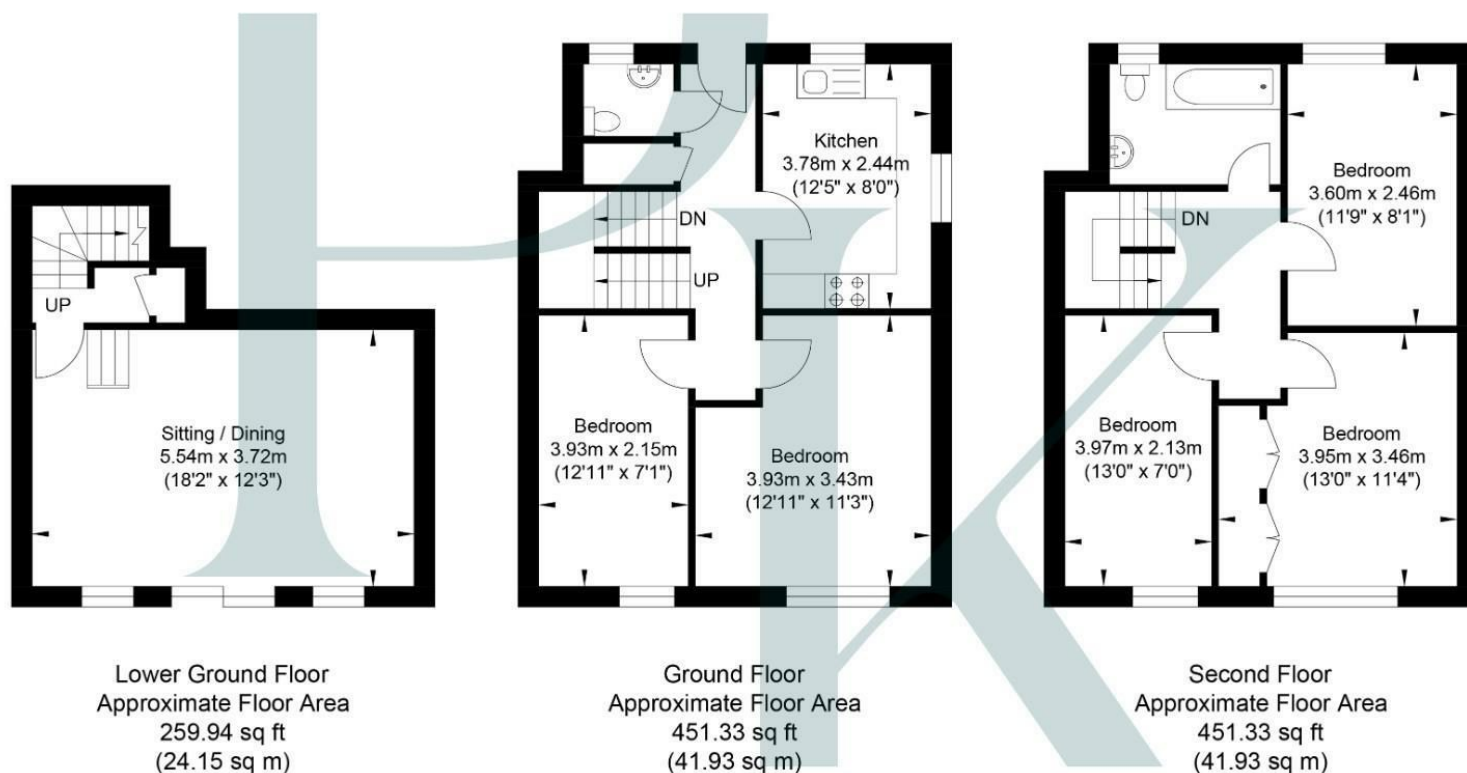 UP
Sitting / Dining
5.54m x 3.72m
(18'2" x 12'3")
Lower Ground Floor
Approximate Floor Area
259.94 sq ft
(24.15 sq m)
Kitchen
3.78m x 2.44m
(12'5" x 8'0")
DN
UP
Bedroom
3.93m x 2.15m
(12'11" x 7'1")
Bedroom
3.93m x 3.43m
(12'11" x 11'3")
Ground Floor
Approximate Floor Area
451.33 sq ft
(41.93 sq m)
Bedroom
3.60m x 2.46m
(11'9" x 8'1")
DN
Bedroom
3.97m x 2.13m
(13'0" x 7'0")
Bedroom
3.95m x 3.46m
(13'0" x 11'4")
Second Floor
Approximate Floor Area
451.33 sq ft
(41.93 sq m)